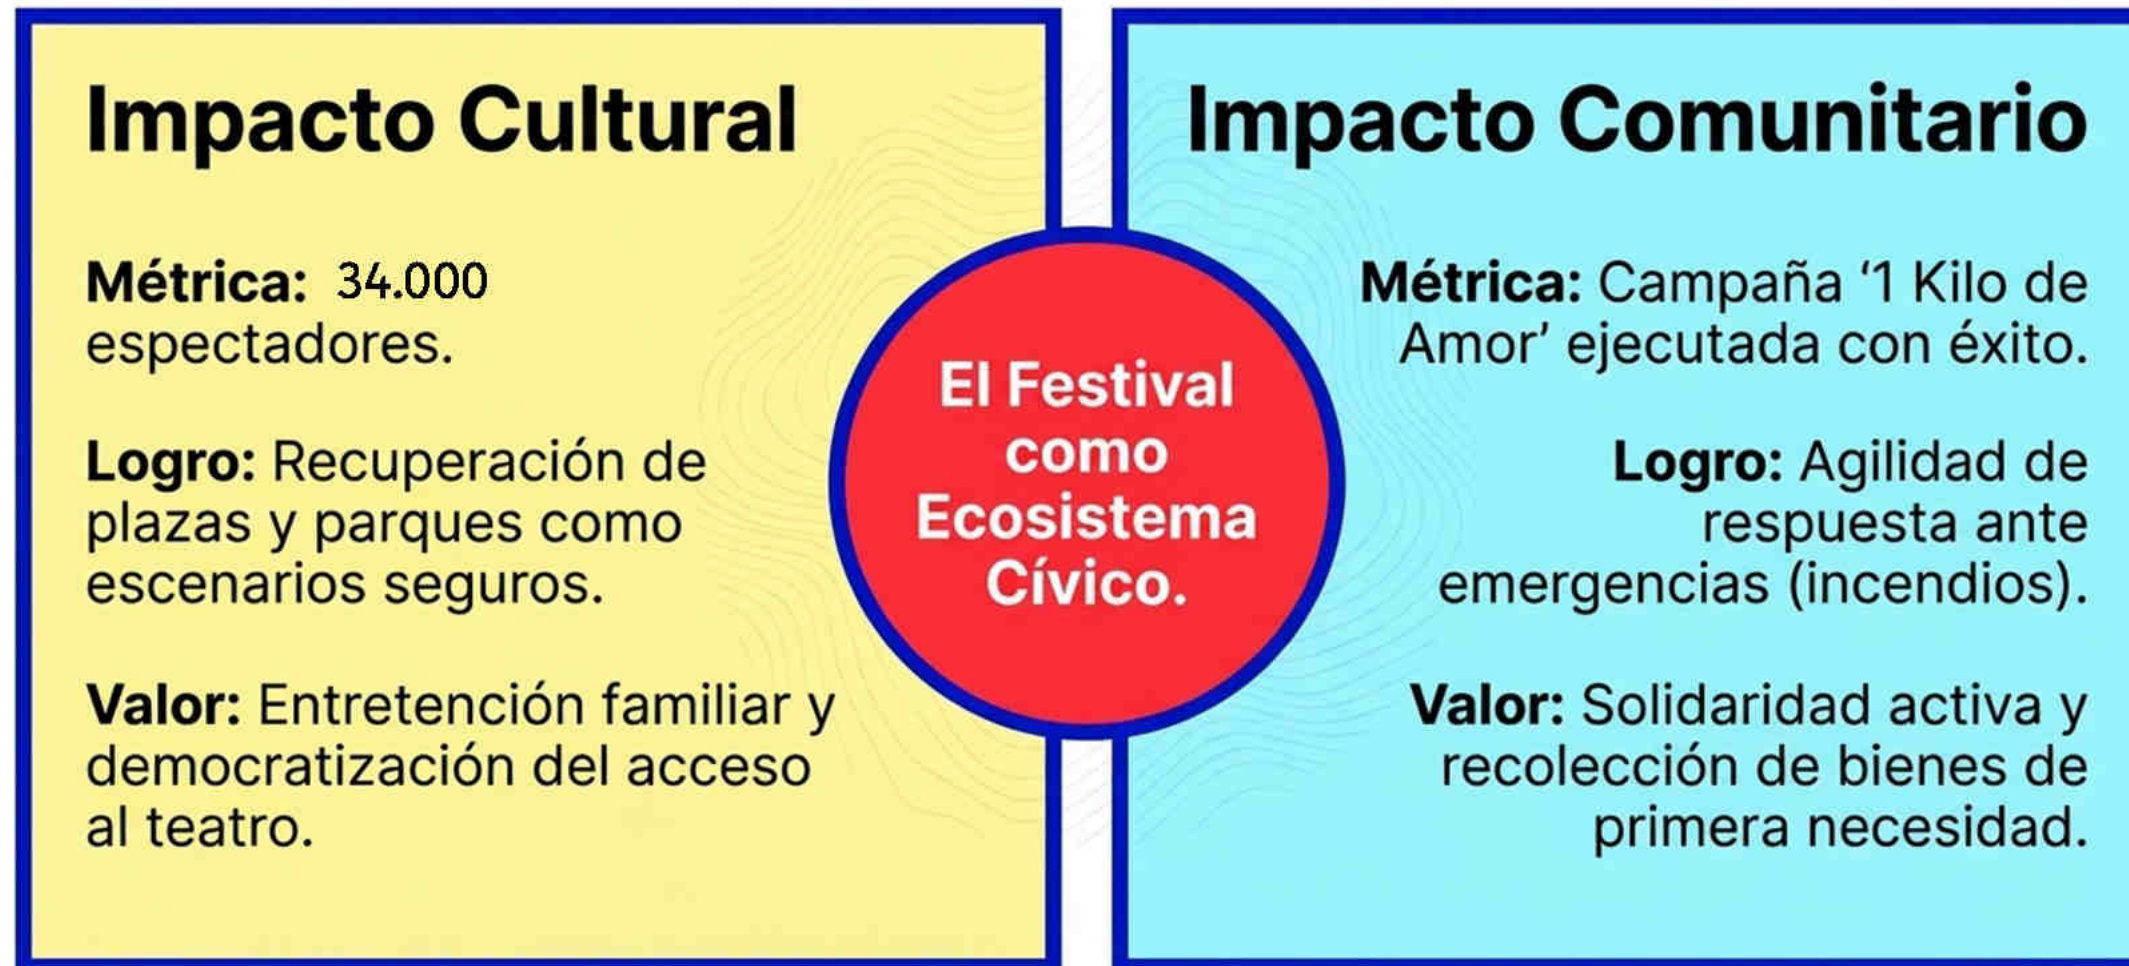 Impacto Cultural
Métrica: 34.000
espectadores.
Logro: Recuperación de
plazas y parques como
escenarios seguros.
Valor: Entretención familiar y
democratización del acceso
al teatro.
El Festival
como
Ecosistema
Cívico.
Impacto Comunitario
Métrica: Campaña ‘1 Kilo de
Amor’ ejecutada con éxito.
Logro: Agilidad de
respuesta ante
emergencias (incendios).
Valor: Solidaridad activa y
recolección de bienes de
primera necesidad.